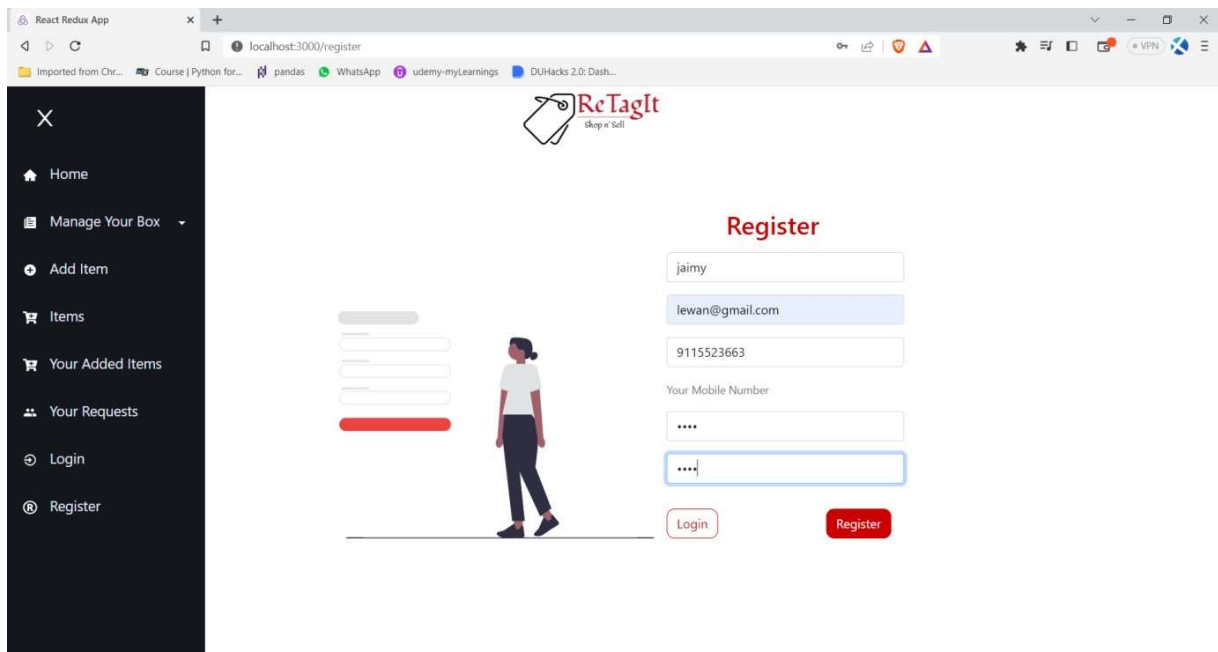 React Redux App
localhost:3000/register
VPN
Imported from Chr... Course | Python for... pandas WhatsApp udemy-myLearnings DUHacks 2.0: Dash...
X
ReTagIt
Shop n' Sell
Home
Manage Your Box
Add Item
Items
Your Added Items
Your Requests
Login
Register
Register
jaimy
lewan@gmail.com
9115523663
Your Mobile Number
••••
••••
Login Register